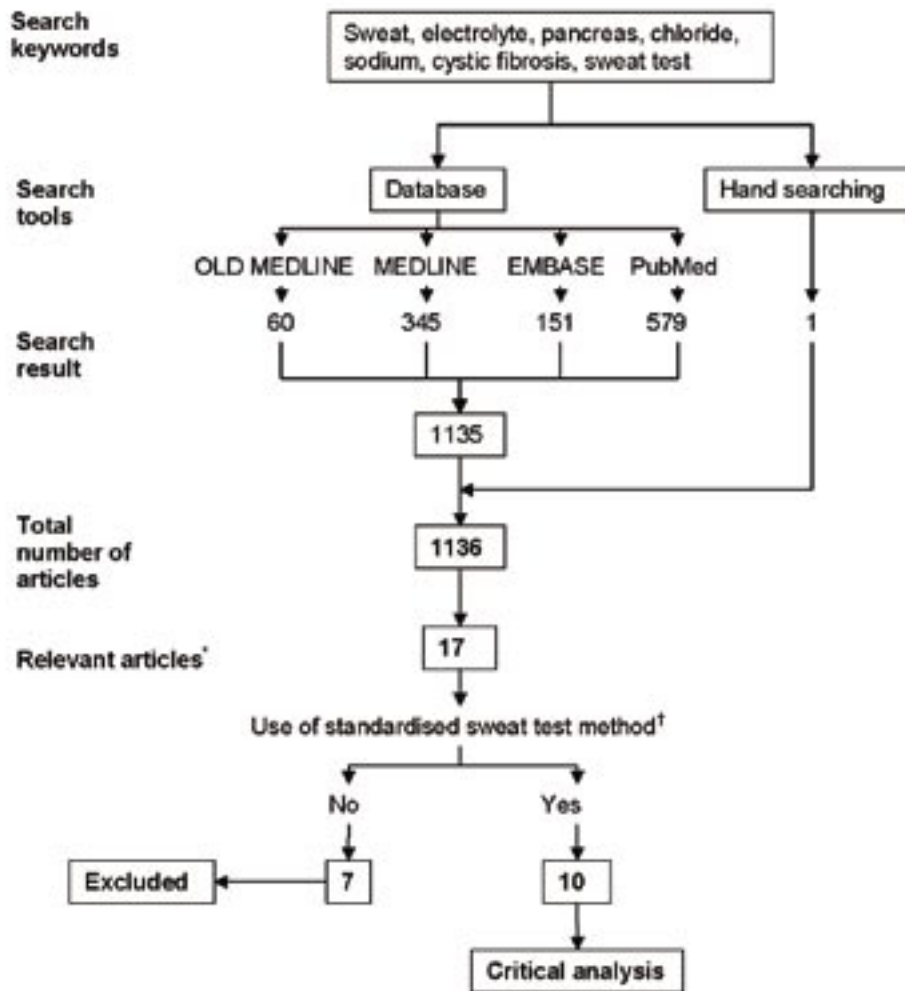 Search
keywords
Sweat, electrolyte, pancreas, chloride,
sodium, cystic fibrosis, sweat test
Search
tools
Database
Hand searching
OLD MEDLINE MEDLINE EMBASE PubMed
Search
result
60 345 151 579 1
1135
Total
number of
articles
1136
Relevant articles*
17
Use of standardised sweat test method†
No Yes
Excluded 7 10
Critical analysis